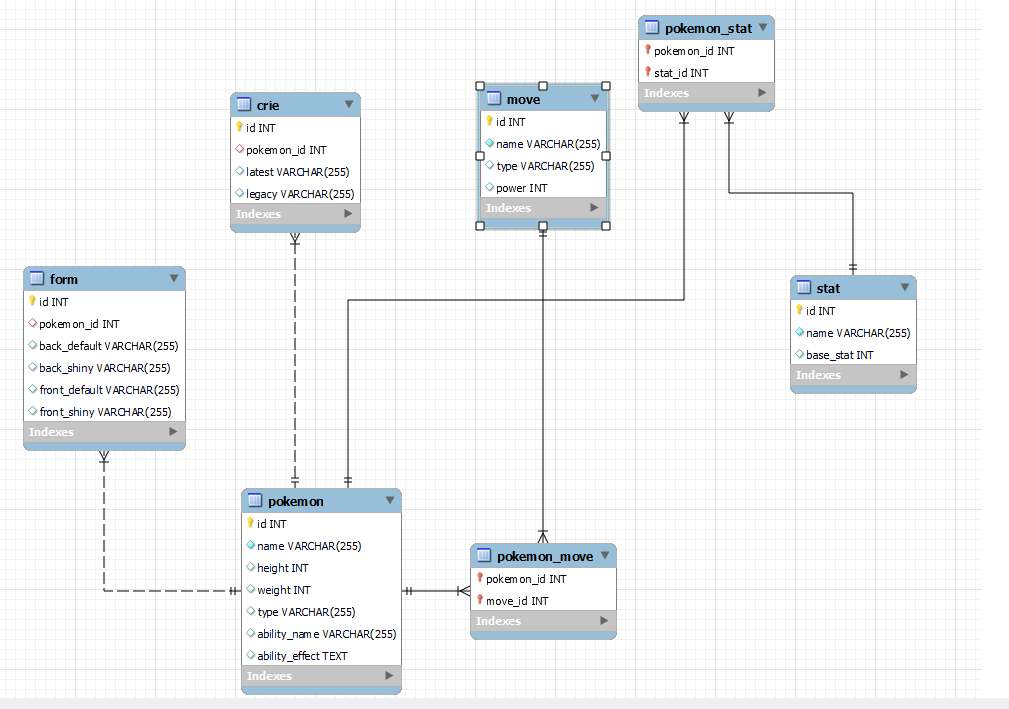 pokemon_stat
pokemon_id INT
stat_id INT
Indexes
crie
id INT
pokemon_id INT
latest VARCHAR(255)
legacy VARCHAR(255)
Indexes
move
id INT
name VARCHAR(255)
type VARCHAR(255)
power INT
Indexes
form
id INT
pokemon_id INT
back_default VARCHAR(255)
back_shiny VARCHAR(255)
front_default VARCHAR(255)
front_shiny VARCHAR(255)
Indexes
stat
id INT
name VARCHAR(255)
base_stat INT
Indexes
pokemon
id INT
name VARCHAR(255)
height INT
weight INT
type VARCHAR(255)
ability_name VARCHAR(255)
ability_effect TEXT
Indexes
pokemon_move
pokemon_id INT
move_id INT
Indexes